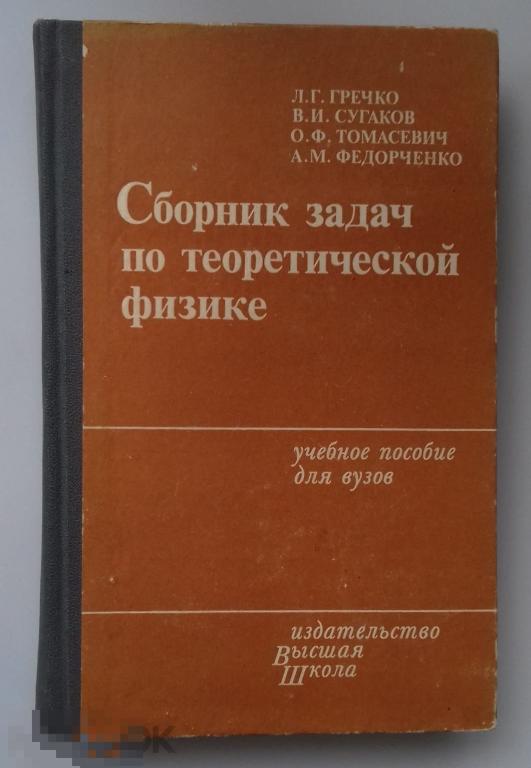 Л.Г. ГРЕЧКО
В.И. СУГАКОВ
О.Ф. ТОМАСЕВИЧ
А.М. ФЕДОРЧЕНКО
Сборник задач
по теоретической
физике
учебное пособие
для вузов
издательство
Высшая
Школа